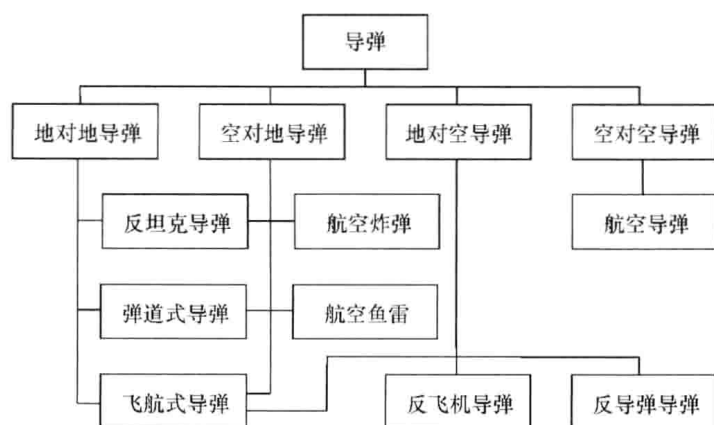 导弹
地对地导弹
空对地导弹
地对空导弹
空对空导弹
反坦克导弹
航空炸弹
航空导弹
弹道式导弹
航空鱼雷
飞航式导弹
反飞机导弹
反导弹导弹